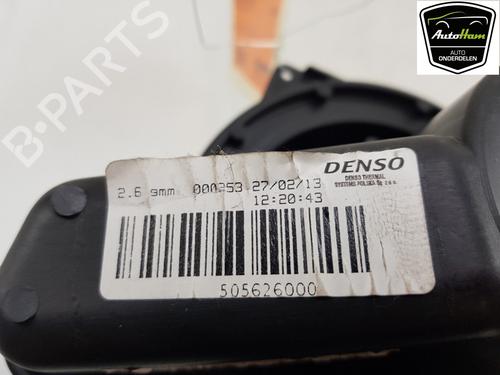 AutoHam
AUTO
ONDERDELEN
B-PARTS
2.6 9mm 000353 27/02/13
12:20:43
DENSO
DENSO THERMAL
SYSTEMS POLSKA Sp. z o.o.
505626000